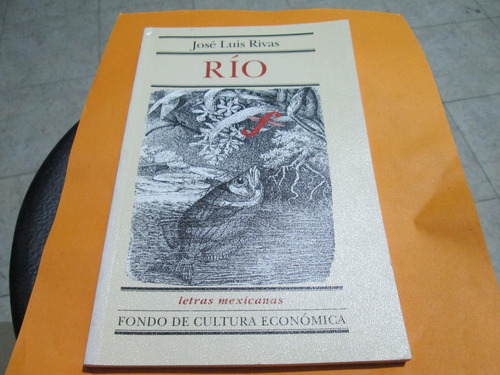 José Luis Rivas
RÍO
letras mexicanas
FONDO DE CULTURA ECONÓMICA